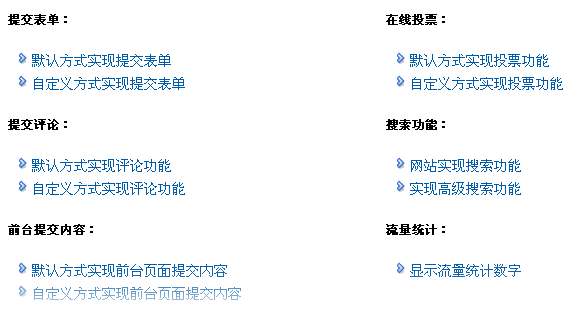 提交表单：
默认方式实现提交表单
自定义方式实现提交表单
提交评论：
默认方式实现评论功能
自定义方式实现评论功能
前台提交内容：
默认方式实现前台页面提交内容
自定义方式实现前台页面提交内容
在线投票：
默认方式实现投票功能
自定义方式实现投票功能
搜索功能：
网站实现搜索功能
实现高级搜索功能
流量统计：
显示流量统计数字